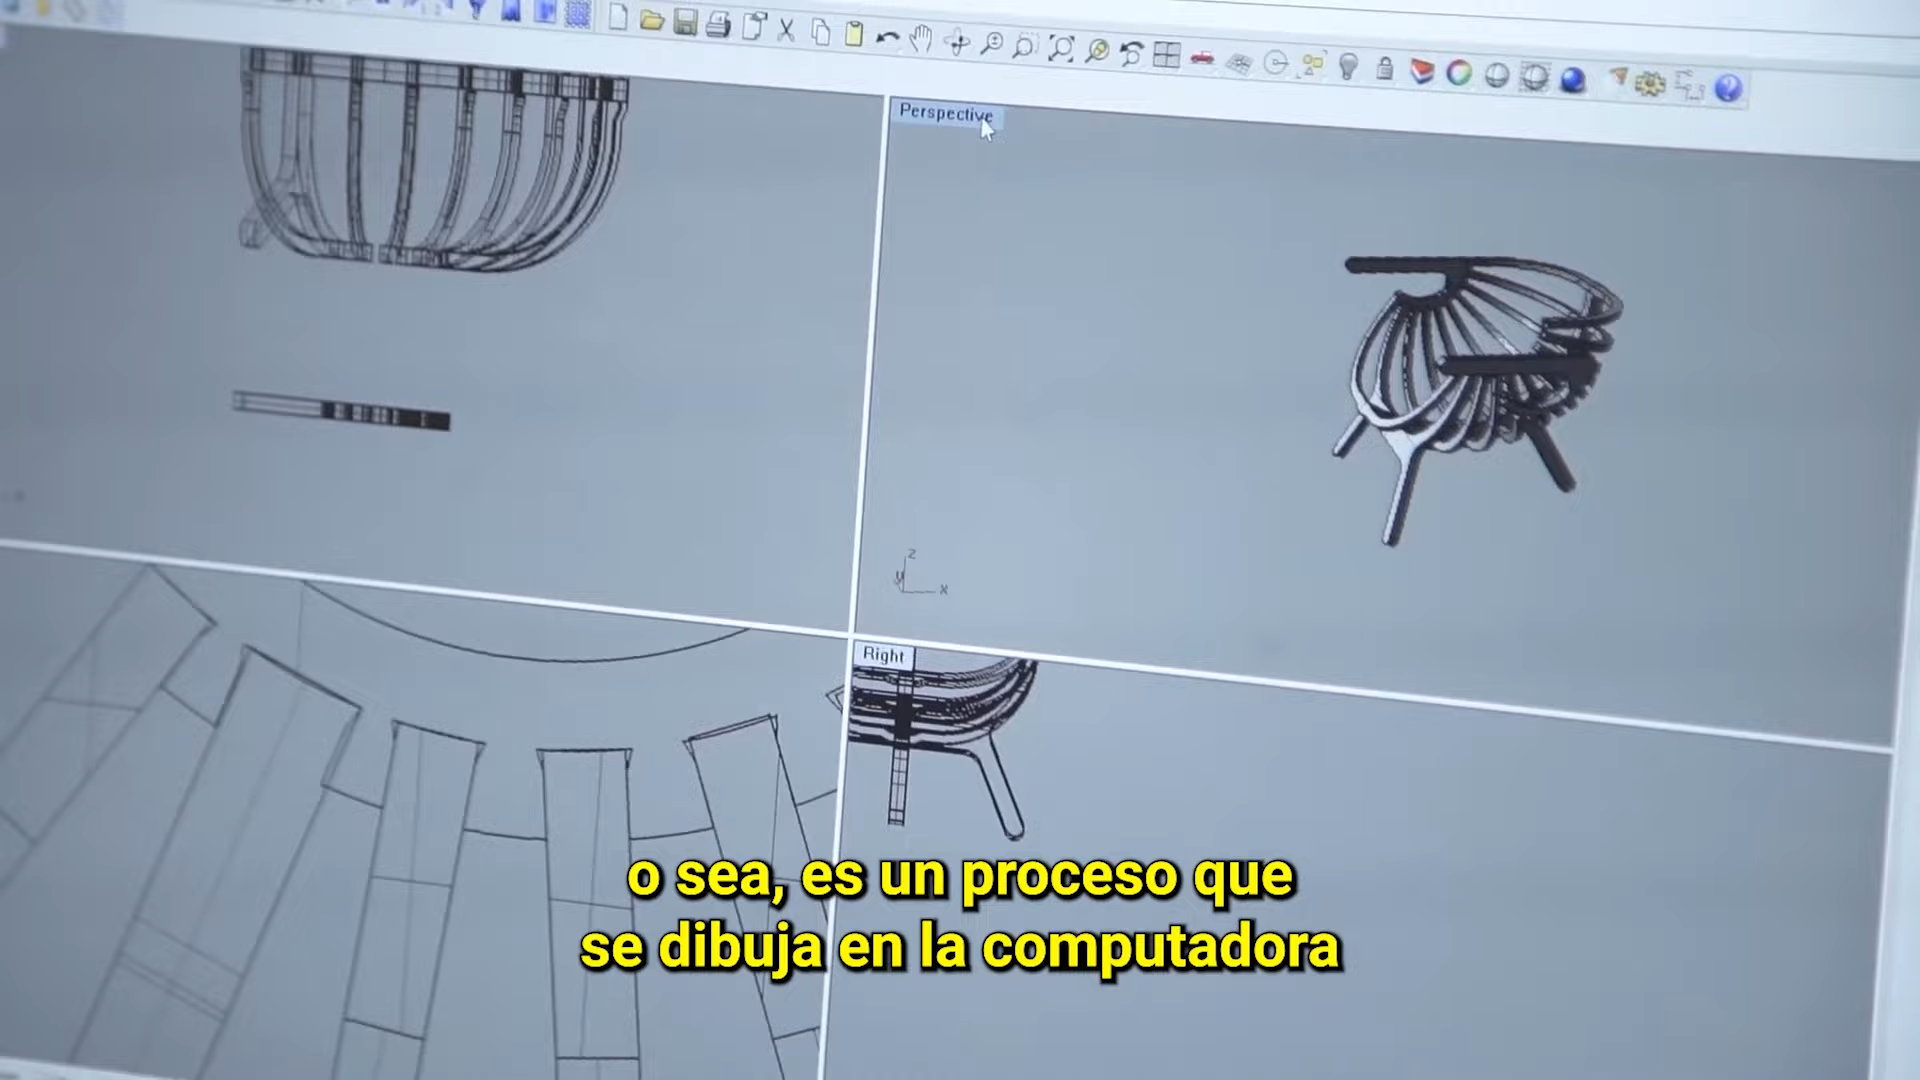 Perspective
z
y
x
Right
o sea, es un proceso que
se dibuja en la computadora